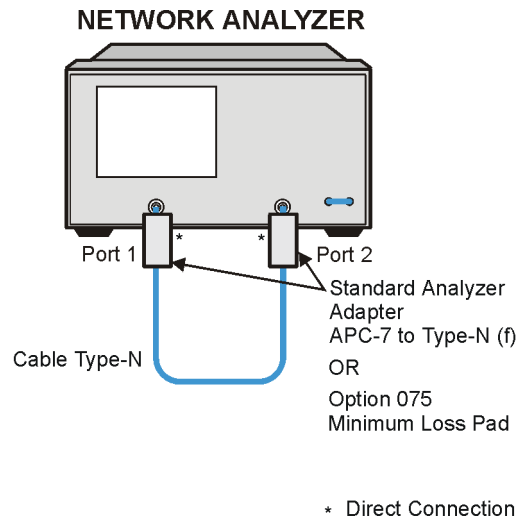 NETWORK ANALYZER
*
*
Port 1
Port 2
Standard Analyzer
Adapter
APC-7 to Type-N (f)
Cable Type-N
OR
Option 075
Minimum Loss Pad
* Direct Connection